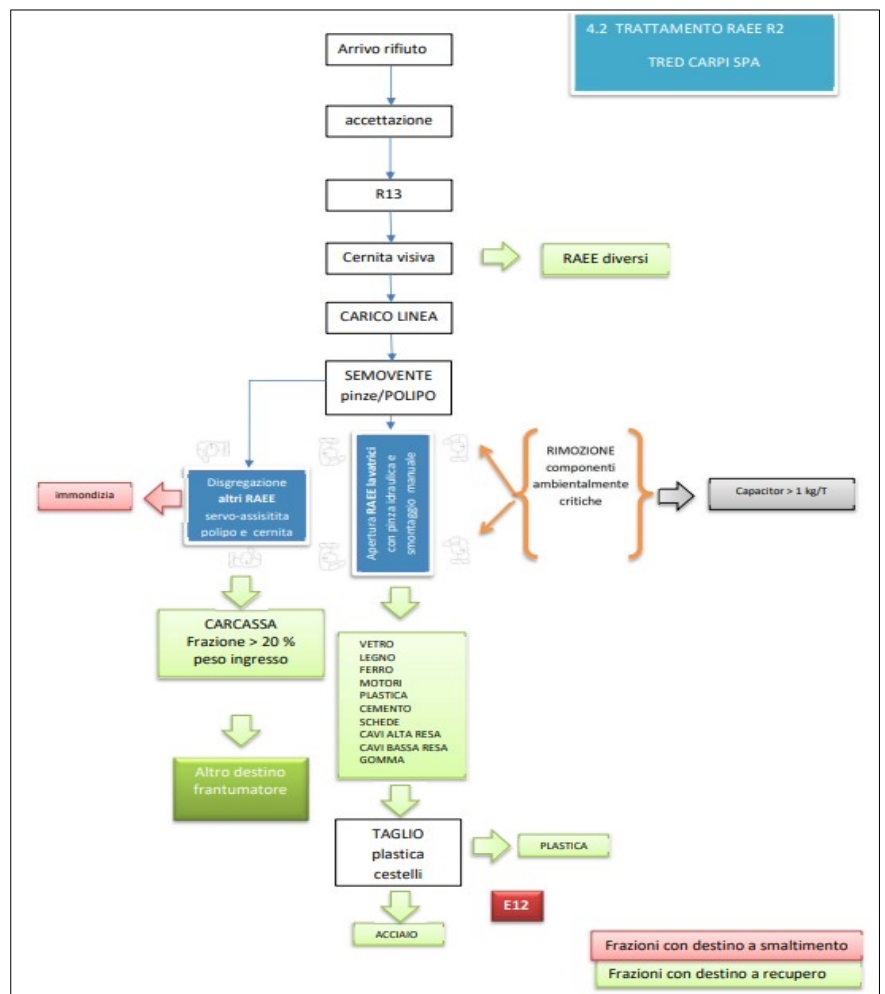 4.2 TRATTAMENTO RAEE R2
TRED CARPI SPA
Arrivo rifiuto
accettazione
R13
Cernita visiva
RAEE diversi
CARICO LINEA
SEMOVENTE
pinze/POLIPO
immondizia
Disgregazione
altri RAEE
servo-assisitita
polipo e cernita
Apertura RAEE lavatrici
con pinza idraulica e
smontaggio manuale
RIMOZIONE
componenti
ambientalmente
critiche
Capacitor > 1 kg/T
CARCASSA
Frazione > 20 %
peso ingresso
Altro destino
frantumatore
VETRO
LEGNO
FERRO
MOTORI
PLASTICA
CEMENTO
SCHEDE
CAVI ALTA RESA
CAVI BASSA RESA
GOMMA
TAGLIO
plastica
cestelli
PLASTICA
E12
ACCIAIO
Frazioni con destino a smaltimento
Frazioni con destino a recupero